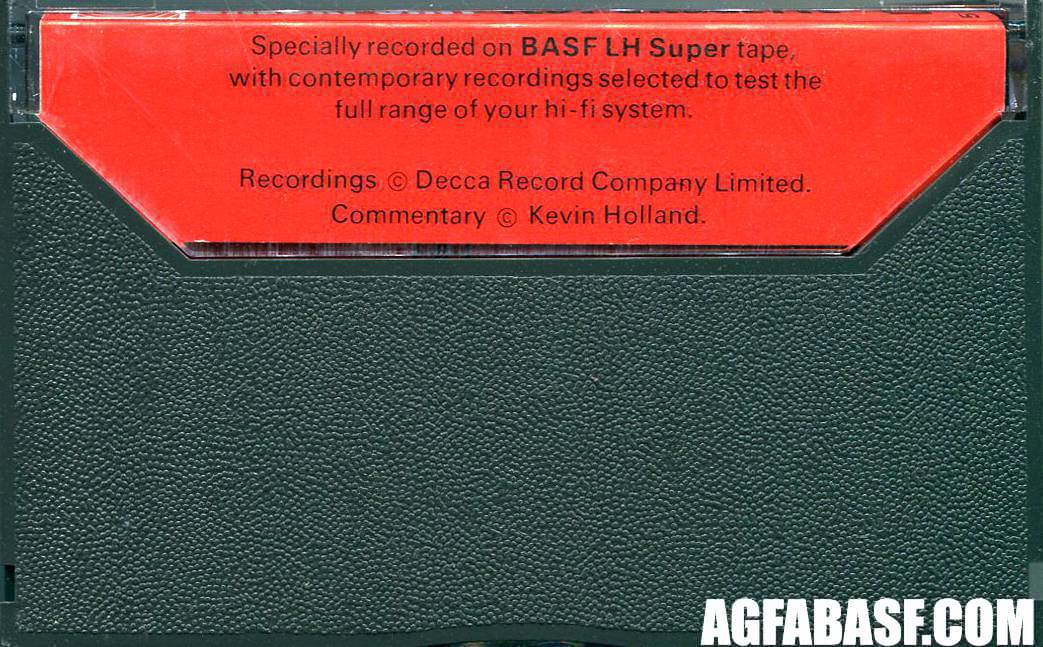 Specially recorded on BASF LH Super tape,
with contemporary recordings selected to test the
full range of your hi-fi system.
Recordings © Decca Record Company Limited.
Commentary © Kevin Holland.
AGFABASF.COM